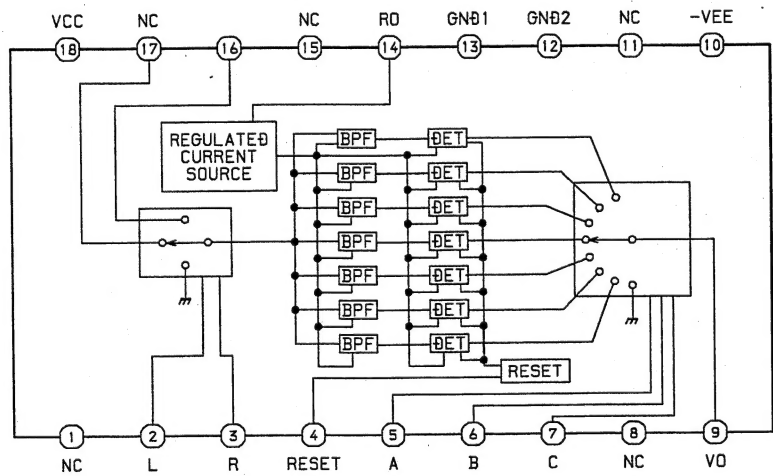 VCC NC NC RO GND1 GND2 NC -VEE
18 17 16 15 14 13 12 11 10
REGULATED
CURRENT
SOURCE
BPF DET
BPF DET
BPF DET
BPF DET
BPF DET
BPF DET
BPF DET
RESET
1 2 3 4 5 6 7 8 9
NC L R RESET A B C NC VO